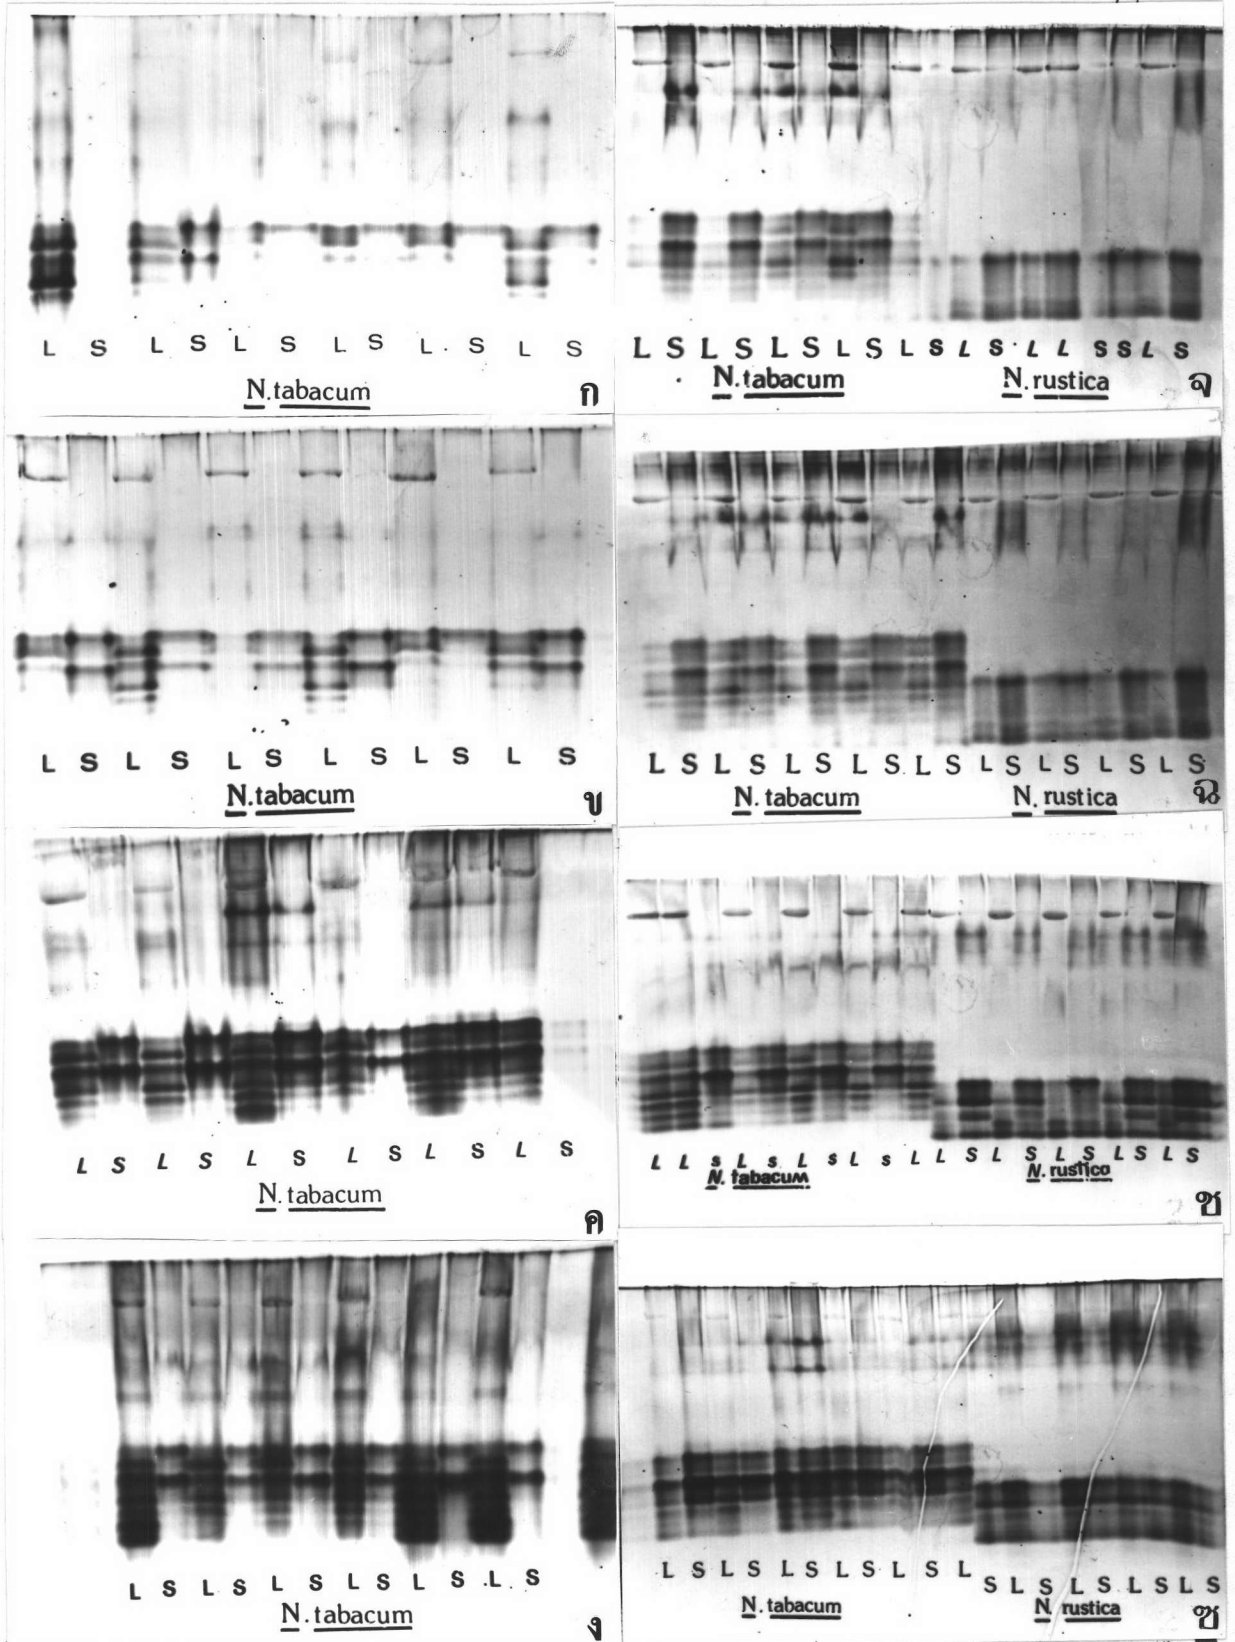 L S L S L S L S L S L S
N. tabacum
ก
L S L S L S L S L S L S
N. tabacum
ข
L S L S L S L S L S L S
N. tabacum
ค
L S L S L S L S L S L S
N. tabacum
ง
L S L S L S L S L S L S L L S S L S
N. tabacum N. rustica
จ
L S L S L S L S L S L S L S L S L S
N. tabacum N. rustica
ฉ
L L S L S L S L S L L S L S L S L S L S
N. tabacum N. rustica
ช
L S L S L S L S L S L S L S L S L S L S
N. tabacum N. rustica
ซ